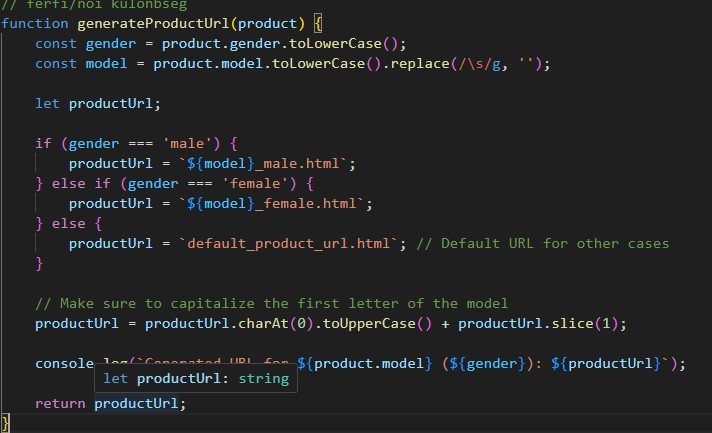 // ferfi/noi kulonbseg
function generateProductUrl(product) {
const gender = product.gender.toLowerCase();
const model = product.model.toLowerCase().replace(/\s/g, '');
let productUrl;
if (gender === 'male') {
productUrl = `${model}_male.html`;
} else if (gender === 'female') {
productUrl = `${model}_female.html`;
} else {
productUrl = `default_product_url.html`; // Default URL for other cases
}
// Make sure to capitalize the first letter of the model
productUrl = productUrl.charAt(0).toUpperCase() + productUrl.slice(1);
console.log(`Generated URL for ${product.model} (${gender}): ${productUrl}`);
let productUrl: string
return productUrl;
}